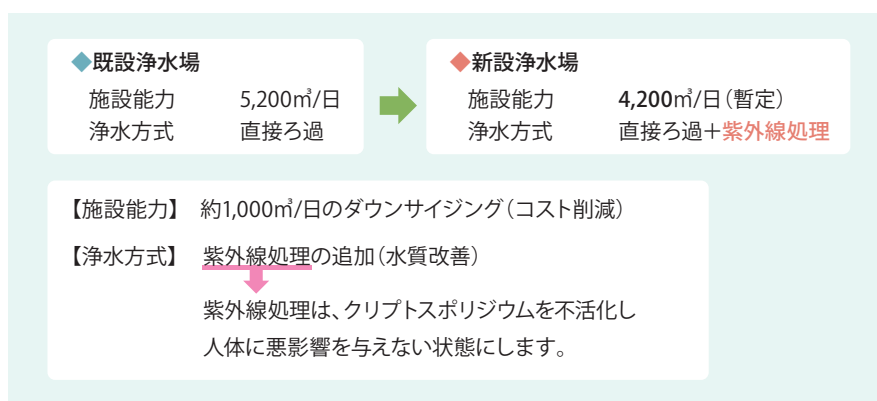 ◆既設浄水場
施設能力 5,200㎥/日
浄水方式 直接ろ過
◆新設浄水場
施設能力 4,200㎥/日(暫定)
浄水方式 直接ろ過+紫外線処理
【施設能力】 約1,000㎥/日のダウンサイジング(コスト削減)
【浄水方式】 紫外線処理の追加(水質改善)
紫外線処理は、クリプトスポリジウムを不活化し
人体に悪影響を与えない状態にします。